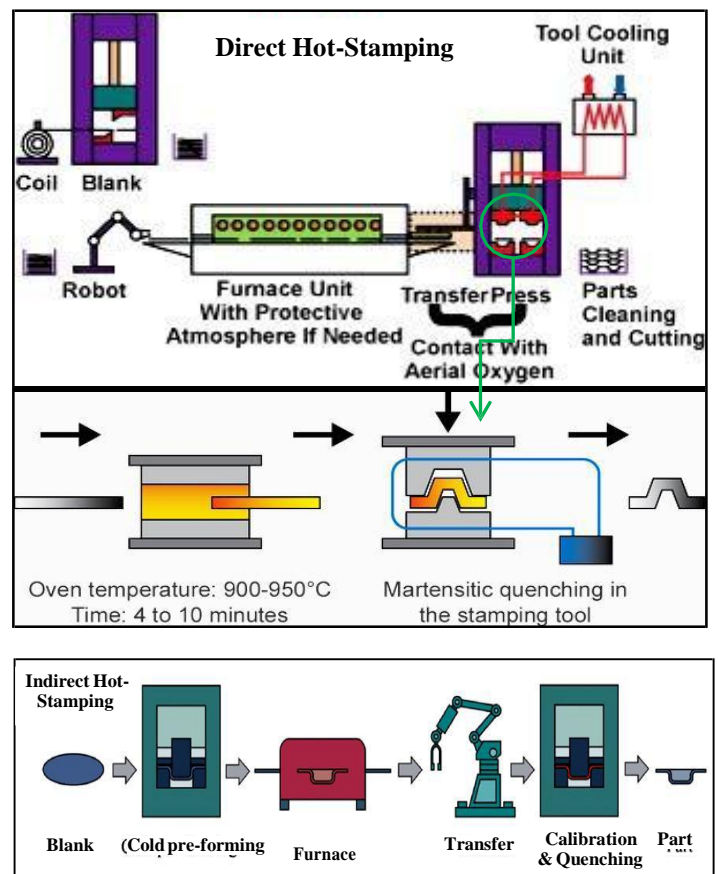 Direct Hot-Stamping
Tool Cooling
Unit
Coil Blank
Robot
Furnace Unit
With Protective
Atmosphere If Needed
Transfer Press
Contact With
Aerial Oxygen
Parts
Cleaning
and Cutting
Oven temperature: 900-950°C
Time: 4 to 10 minutes
Martensitic quenching in
the stamping tool
Indirect Hot-
Stamping
Blank
(Cold pre-forming
Furnace
Transfer
Calibration
& Quenching
Part